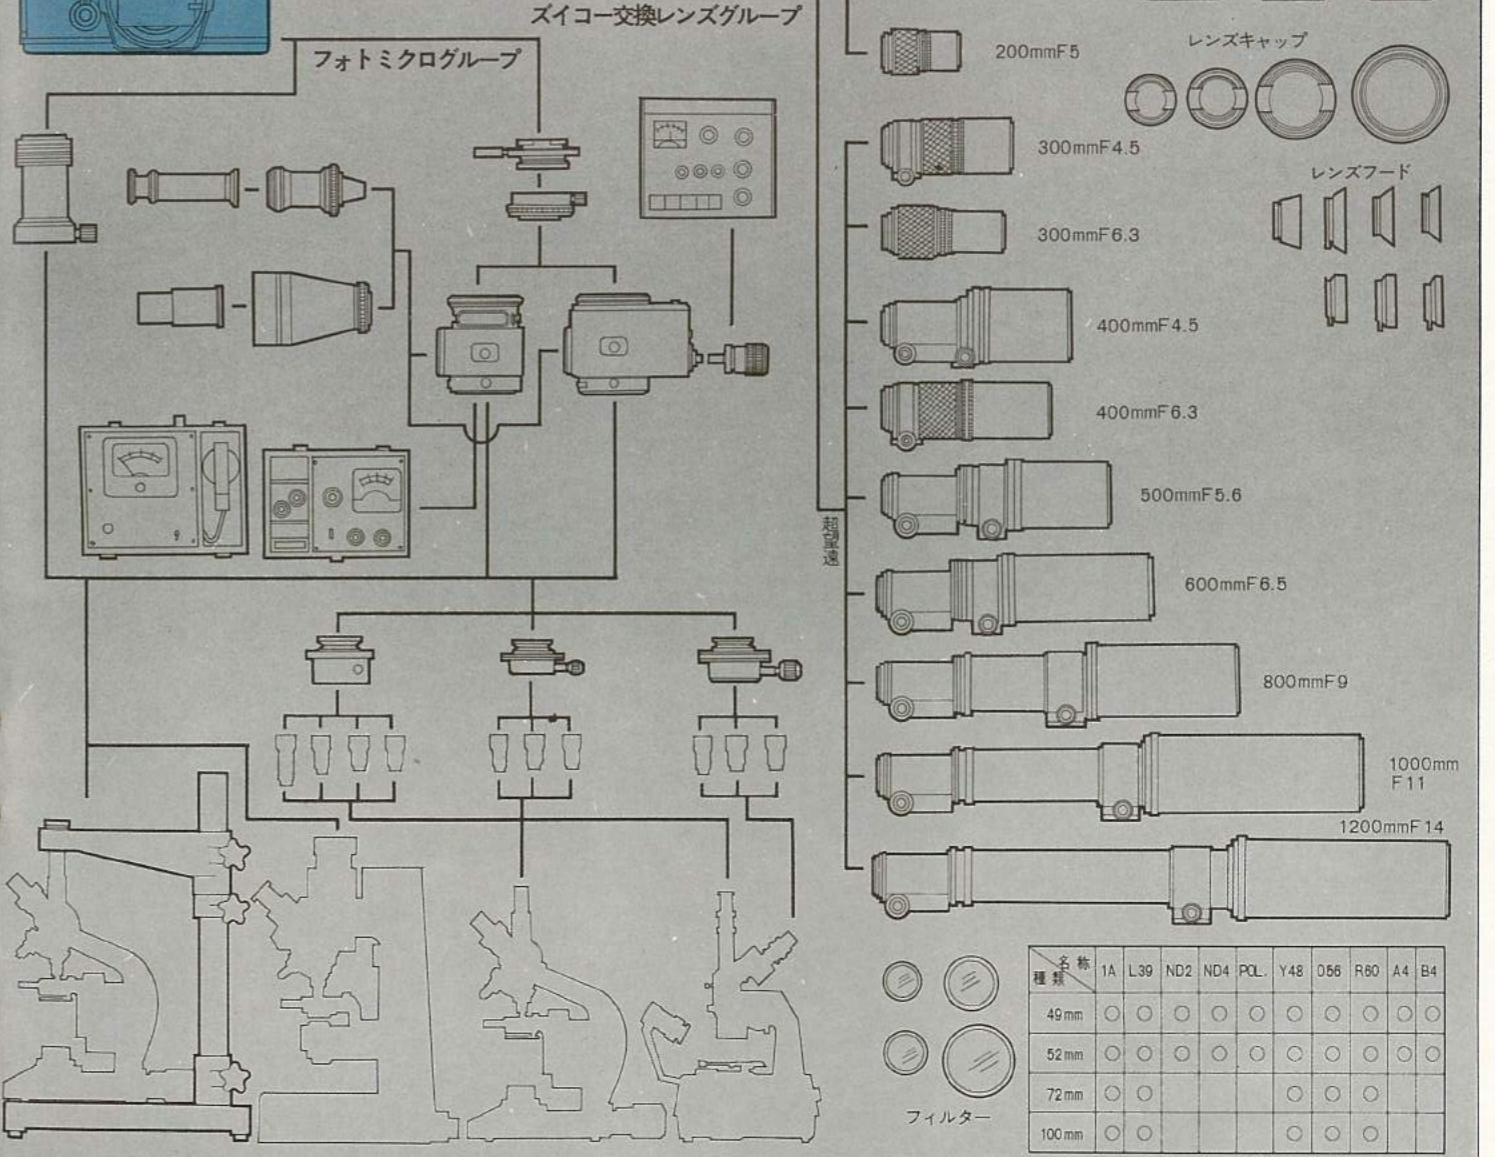 ズイコー交換レンズグループ
フォトミクログループ
200mmF5
300mmF4.5
300mmF6.3
400mmF4.5
400mmF6.3
500mmF5.6
超望遠
600mmF6.5
800mmF9
1000mm
F11
1200mmF14
レンズキャップ
レンズフード
フィルター
名称
種類
1A L39 ND2 ND4 POL. Y48 O56 R60 A4 B4
49mm ○ ○ ○ ○ ○ ○ ○ ○ ○ ○
52mm ○ ○ ○ ○ ○ ○ ○ ○ ○ ○
72mm ○ ○ ○ ○ ○
100mm ○ ○ ○ ○ ○